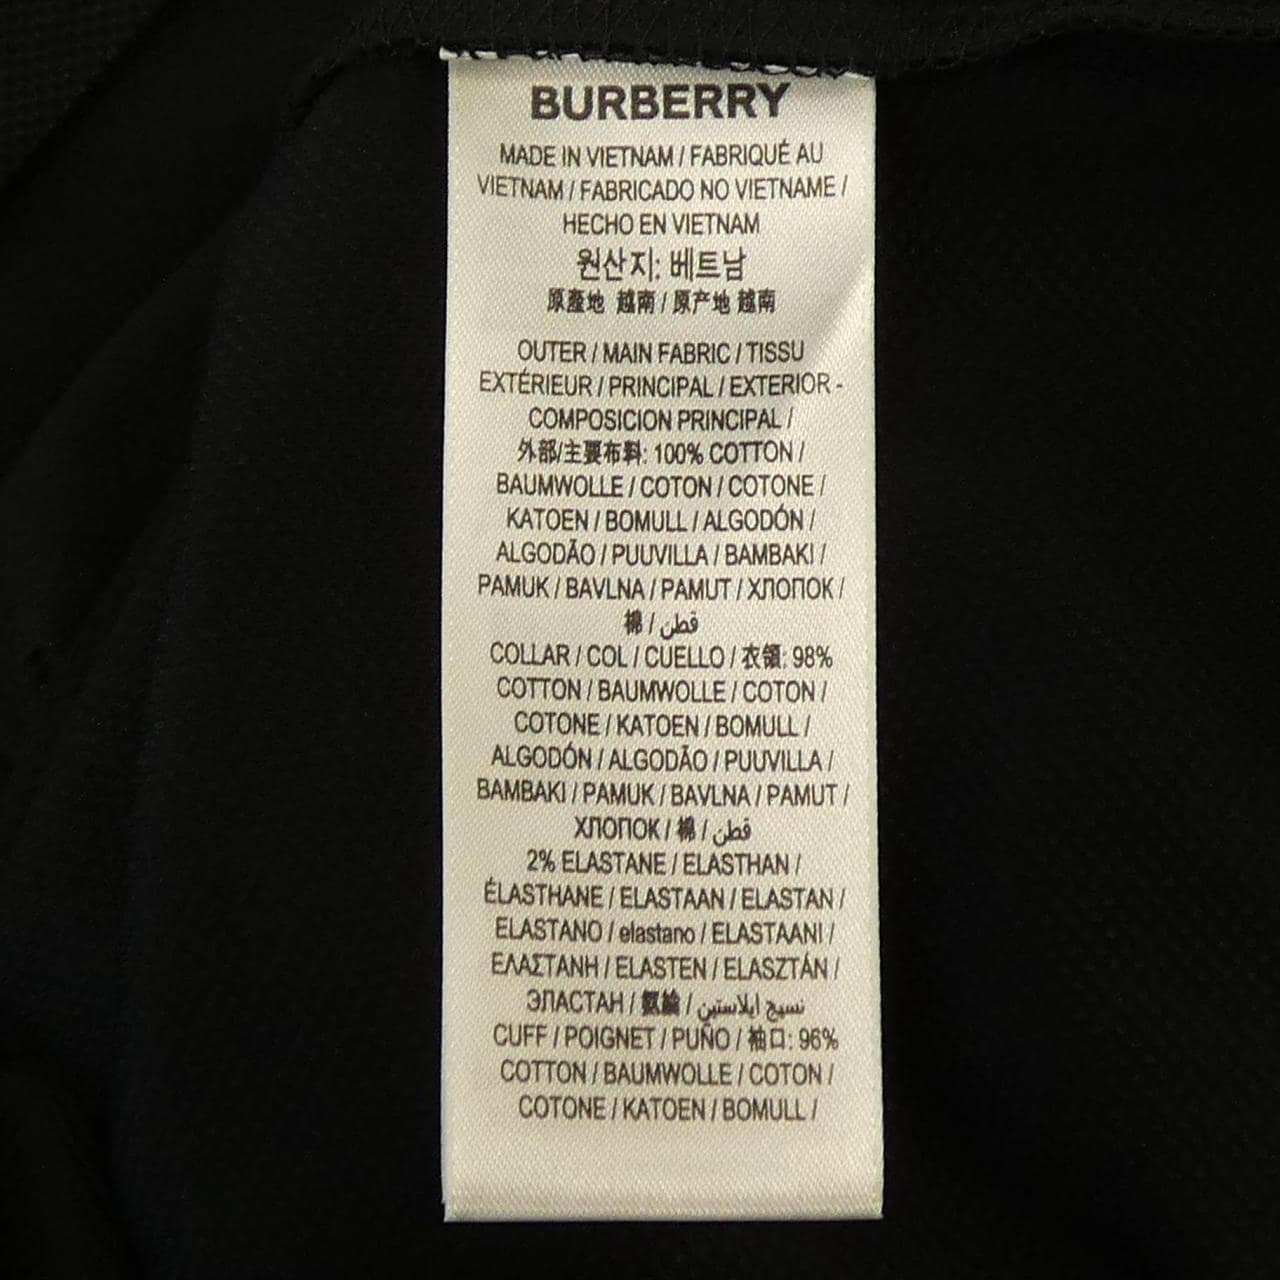 BURBERRY
MADE IN VIETNAM / FABRIQUÉ AU
VIETNAM / FABRICADO NO VIETNAME /
HECHO EN VIETNAM
원산지: 베트남
原產地 越南 / 原产地 越南
OUTER / MAIN FABRIC / TISSU
EXTÉRIEUR / PRINCIPAL / EXTERIOR -
COMPOSICION PRINCIPAL /
外部/主要布料: 100% COTTON /
BAUMWOLLE / COTON / COTONE /
KATOEN / BOMULL / ALGODÓN /
ALGODÃO / PUUVILLA / BAMBAKI /
PAMUK / BAVLNA / PAMUT / ХЛОПОК /
棉 / قطن
COLLAR / COL / CUELLO / 衣領: 98%
COTTON / BAUMWOLLE / COTON /
COTONE / KATOEN / BOMULL /
ALGODÓN / ALGODÃO / PUUVILLA /
BAMBAKI / PAMUK / BAVLNA / PAMUT /
ХЛОПОК / 棉 / قطن
2% ELASTANE / ELASTHAN /
ÉLASTHANE / ELASTAAN / ELASTAN /
ELASTANO / elastano / ELASTAANI /
ΕΛΑΣΤΑΝΗ / ELASTEN / ELASZTÁN /
ЭЛАСТАН / 氨綸 / نسيج ايلاستين
CUFF / POIGNET / PUÑO / 袖口: 96%
COTTON / BAUMWOLLE / COTON /
COTONE / KATOEN / BOMULL /